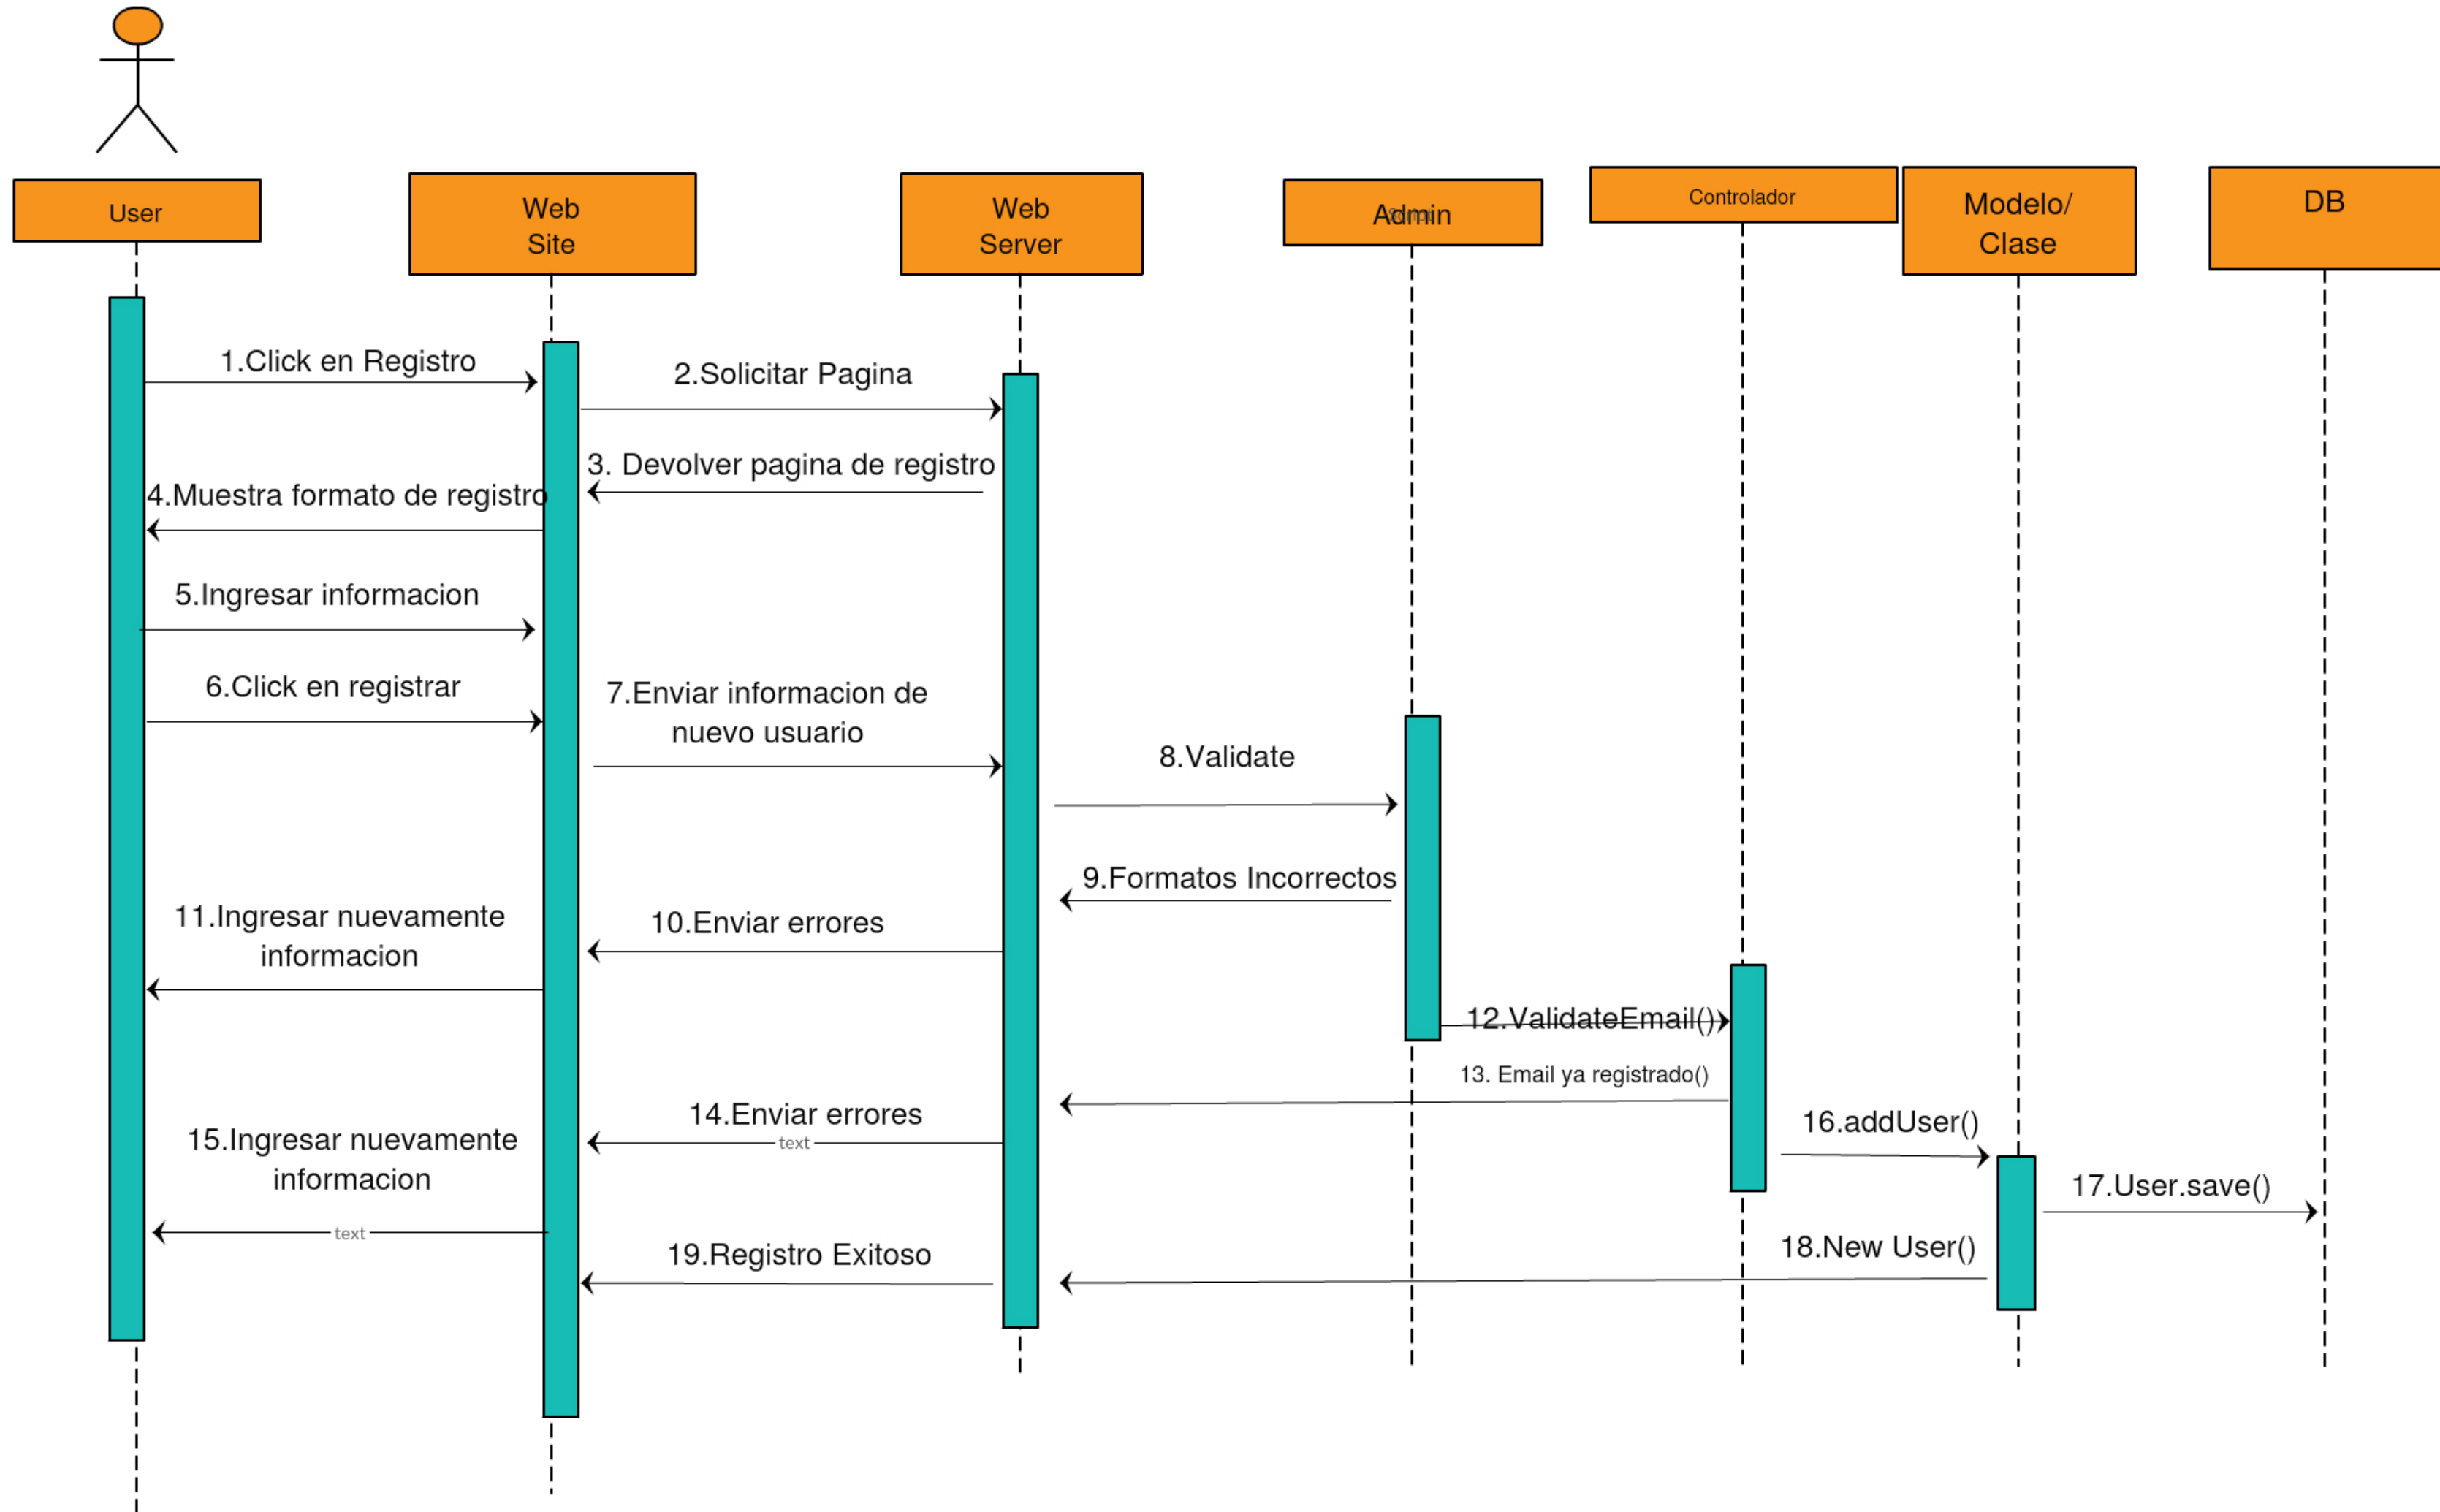 User
Web
Site
Web
Server
Admin
Controlador
Modelo/
Clase
DB
1.Click en Registro
2.Solicitar Pagina
3. Devolver pagina de registro
4.Muestra formato de registro
5.Ingresar informacion
6.Click en registrar
7.Enviar informacion de
nuevo usuario
8.Validate
9.Formatos Incorrectos
10.Enviar errores
11.Ingresar nuevamente
informacion
12.ValidateEmail()
13. Email ya registrado()
14.Enviar errores
text
15.Ingresar nuevamente
informacion
text
16.addUser()
17.User.save()
18.New User()
19.Registro Exitoso